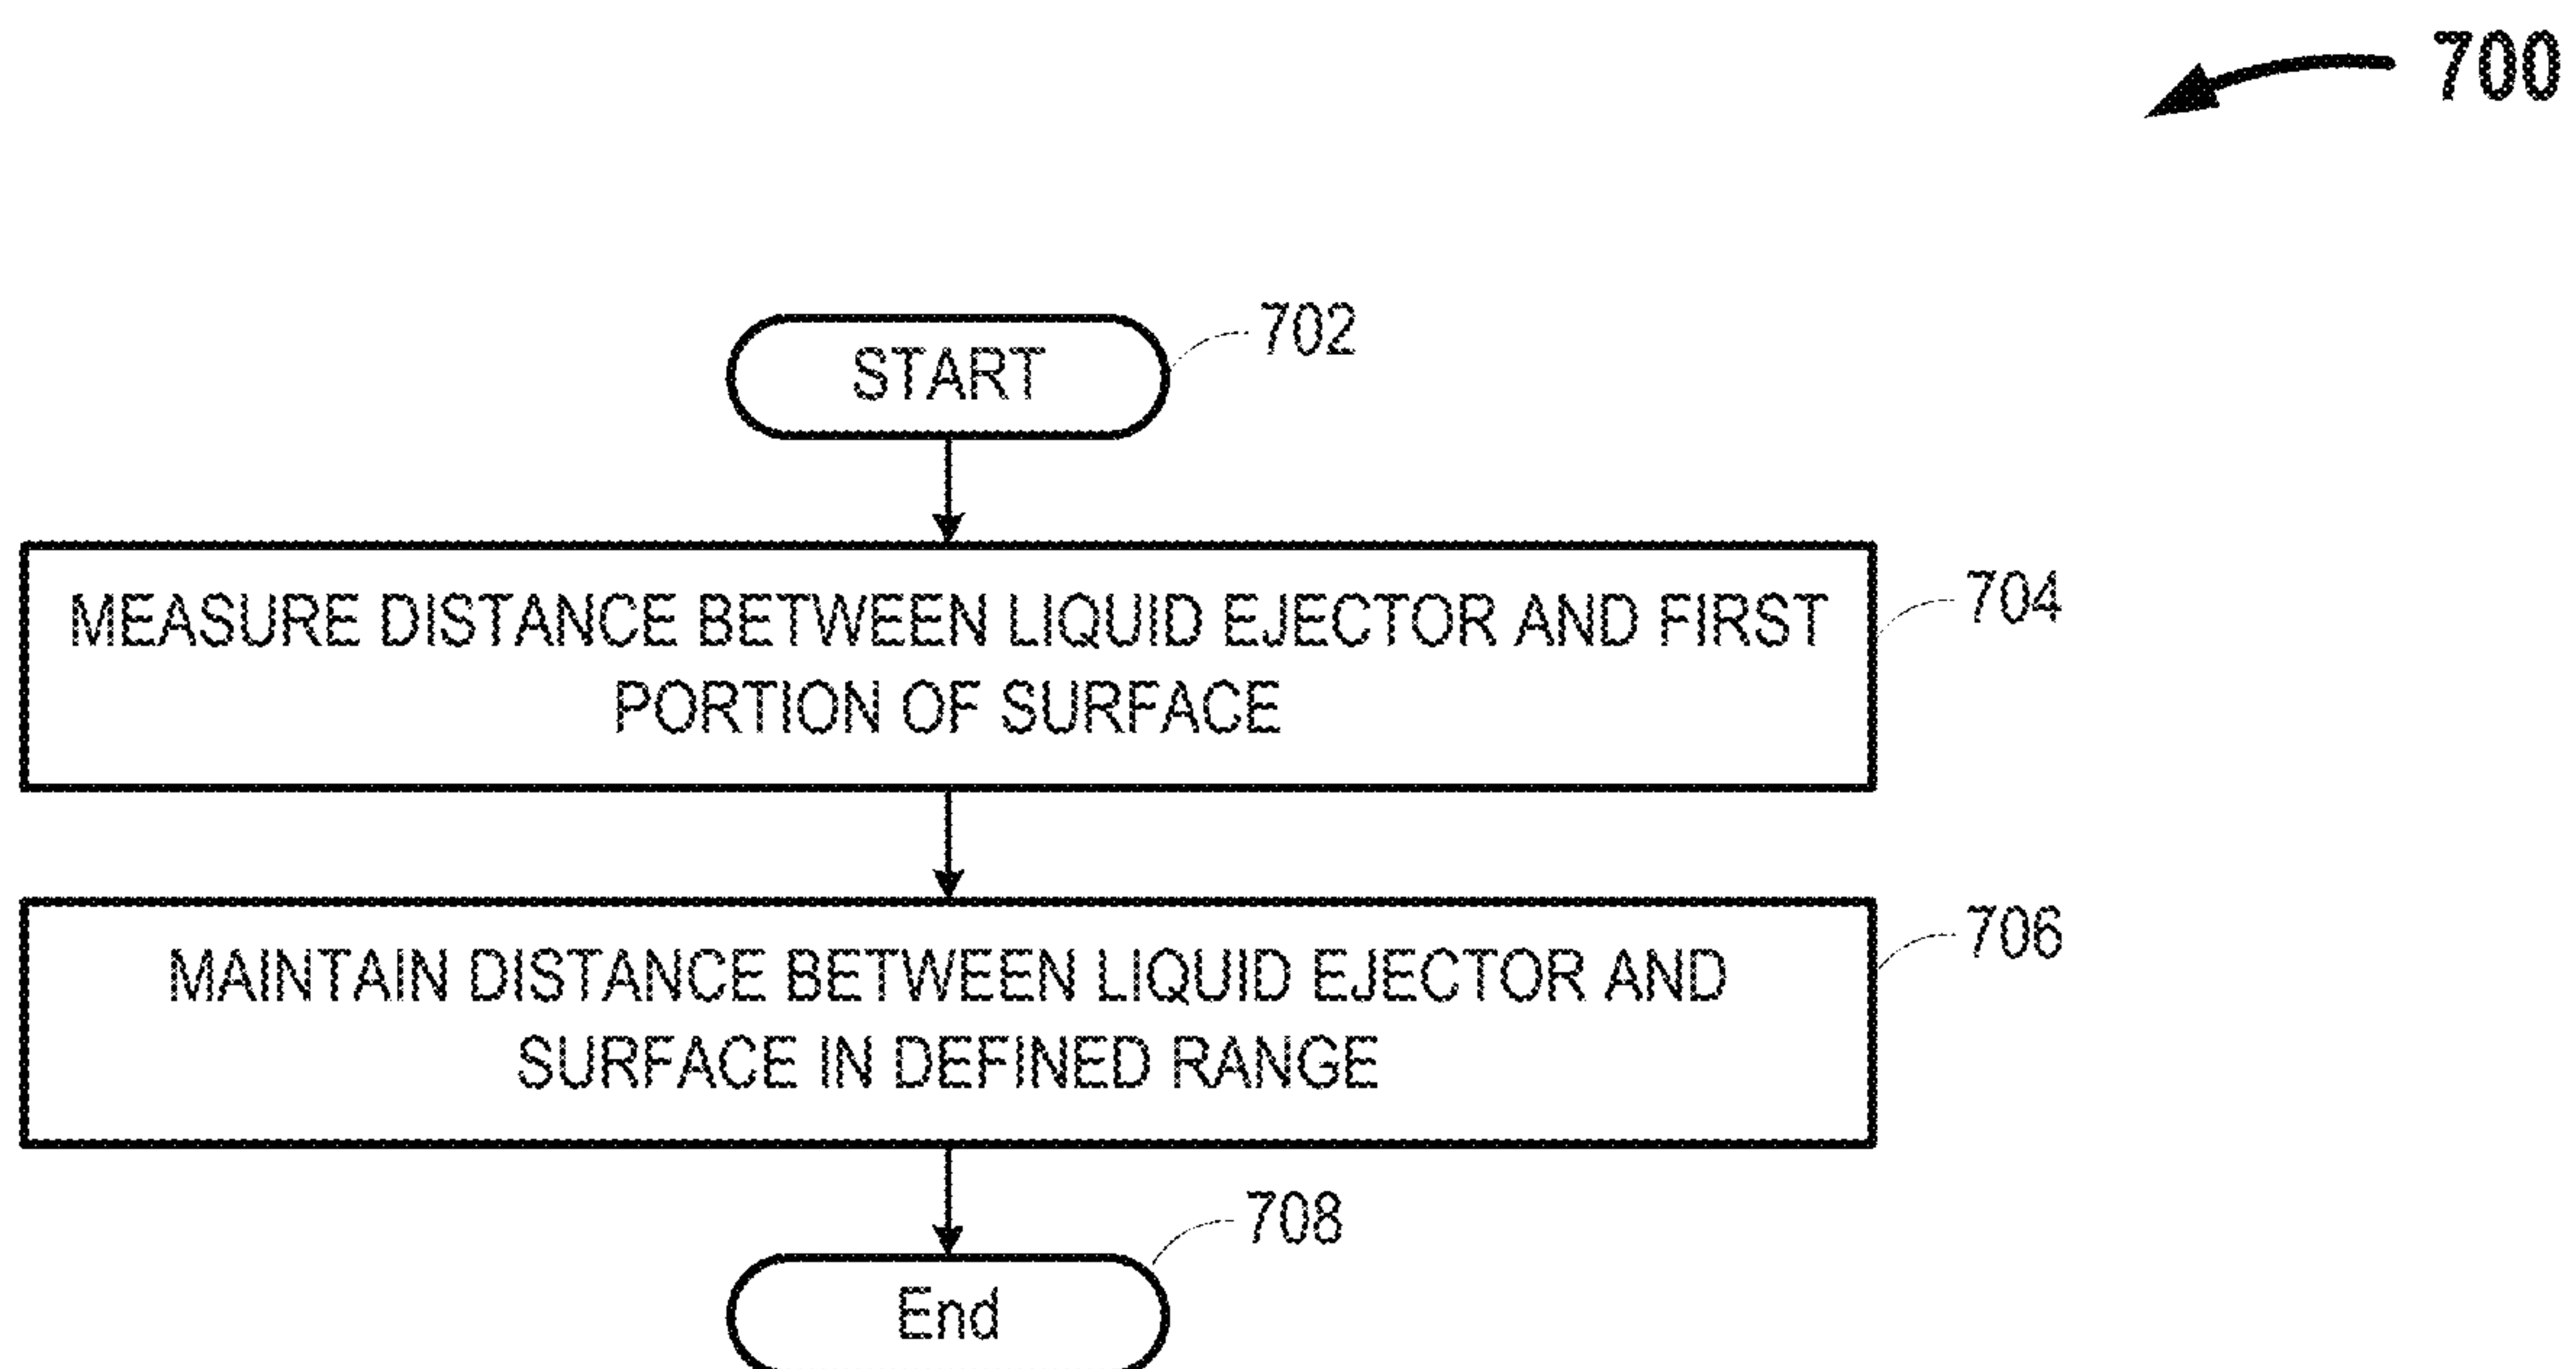 700
START
702
MEASURE DISTANCE BETWEEN LIQUID EJECTOR AND FIRST
PORTION OF SURFACE
704
MAINTAIN DISTANCE BETWEEN LIQUID EJECTOR AND
SURFACE IN DEFINED RANGE
706
End
708